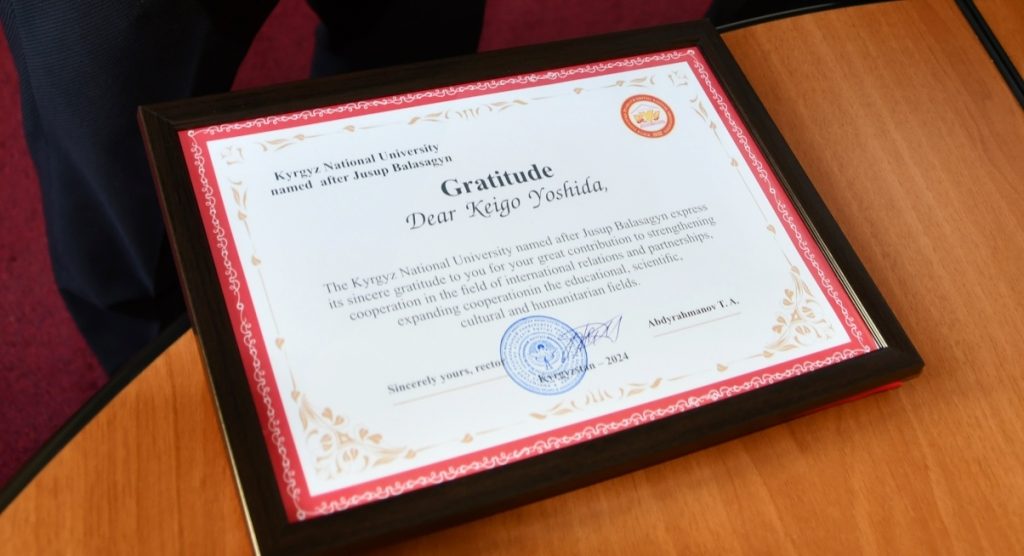 Kyrgyz National University
named after Jusup Balasagyn
Gratitude
Dear Keigo Yoshida,
The Kyrgyz National University named after Jusup Balasagyn express
its sincere gratitude to you for your great contribution to strengthening
cooperation in the field of international relations and partnerships,
expanding cooperationin the educational, scientific,
cultural and humanitarian fields.
Sincerely yours, recto
Abdyrahmanov T. A.
Kyrgyzstan – 2024